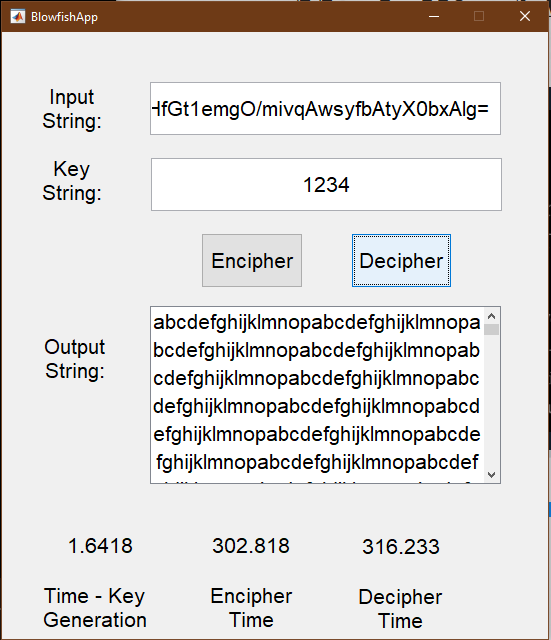 BlowfishApp
Input
String:
HfGt1emgO/mivqAwsyfbAtyX0bxAlg=
Key
String:
1234
Encipher
Decipher
Output
String:
abcdefghijklmnopabcdefghijklmnopa
bcdefghijklmnopabcdefghijklmnopab
cdefghijklmnopabcdefghijklmnopabc
defghijklmnopabcdefghijklmnopabcd
efghijklmnopabcdefghijklmnopabcde
fghijklmnopabcdefghijklmnopabcdef
1.6418
302.818
316.233
Time - Key
Generation
Encipher
Time
Decipher
Time